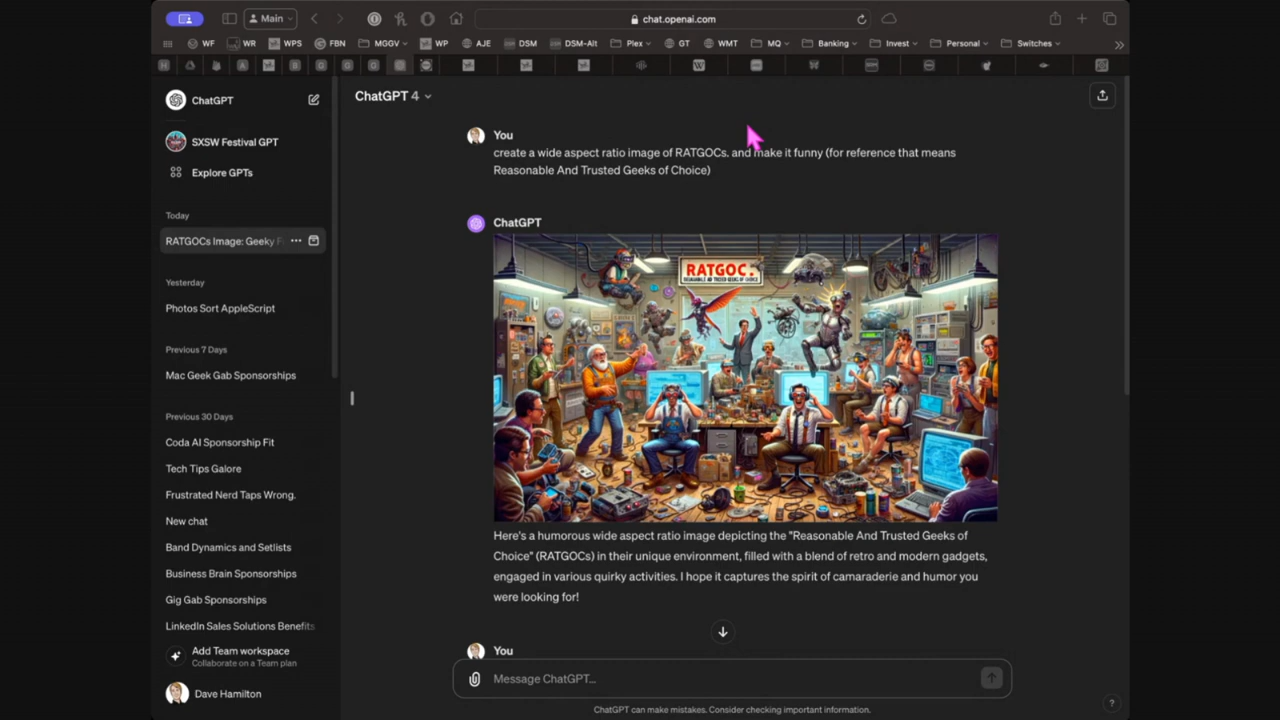 Main
chat.openai.com
WF
WR
WPS
FBN
MGGV
WP
AJE
DSM
DSM-Alt
Plex
GT
WMT
MQ
Banking
Invest
Personal
Switches
ChatGPT
SXSW Festival GPT
Explore GPTs
Today
RATGOCs Image: Geeky F
Yesterday
Photos Sort AppleScript
Previous 7 Days
Mac Geek Gab Sponsorships
Previous 30 Days
Coda AI Sponsorship Fit
Tech Tips Galore
Frustrated Nerd Taps Wrong.
New chat
Band Dynamics and Setlists
Business Brain Sponsorships
Gig Gab Sponsorships
LinkedIn Sales Solutions Benefits
Add Team workspace
Collaborate on a Team plan
Dave Hamilton
ChatGPT 4
You
create a wide aspect ratio image of RATGOCs. and make it funny (for reference that means
Reasonable And Trusted Geeks of Choice)
ChatGPT
RATGOC:
Here's a humorous wide aspect ratio image depicting the "Reasonable And Trusted Geeks of
Choice" (RATGOCs) in their unique environment, filled with a blend of retro and modern gadgets,
engaged in various quirky activities. I hope it captures the spirit of camaraderie and humor you
were looking for!
You
Message ChatGPT...
ChatGPT can make mistakes. Consider checking important information.
?